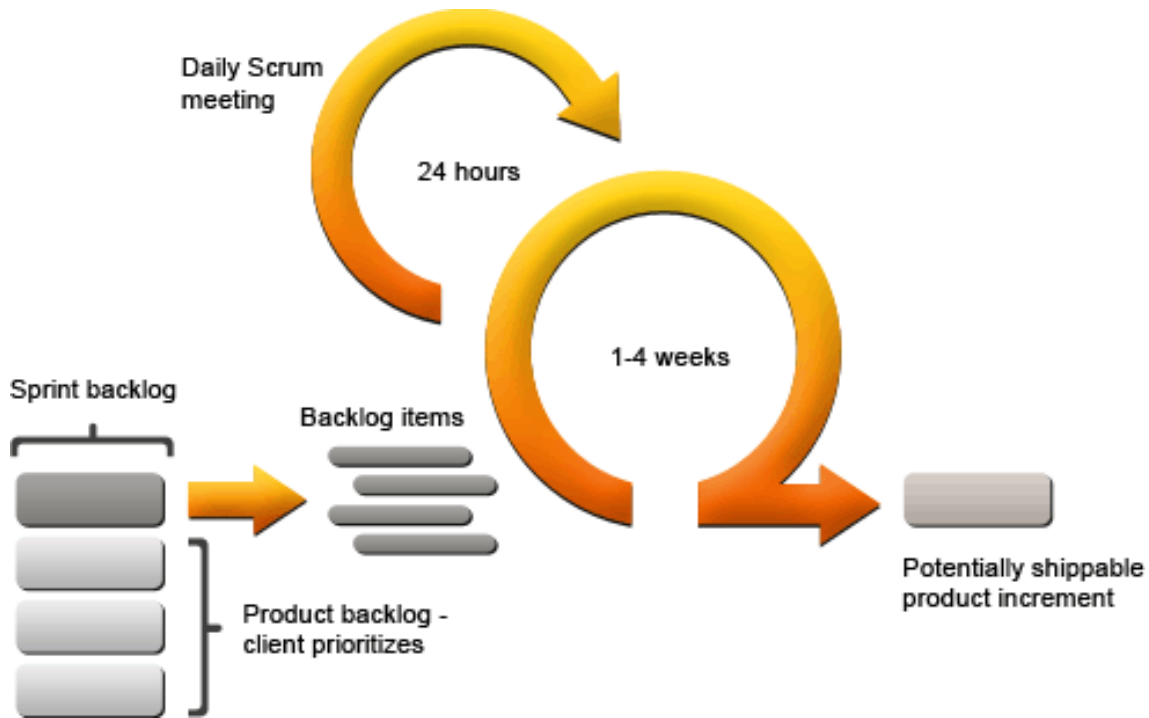 Daily Scrum
meeting
24 hours
1-4 weeks
Sprint backlog
Backlog items
Product backlog -
client prioritizes
Potentially shippable
product increment